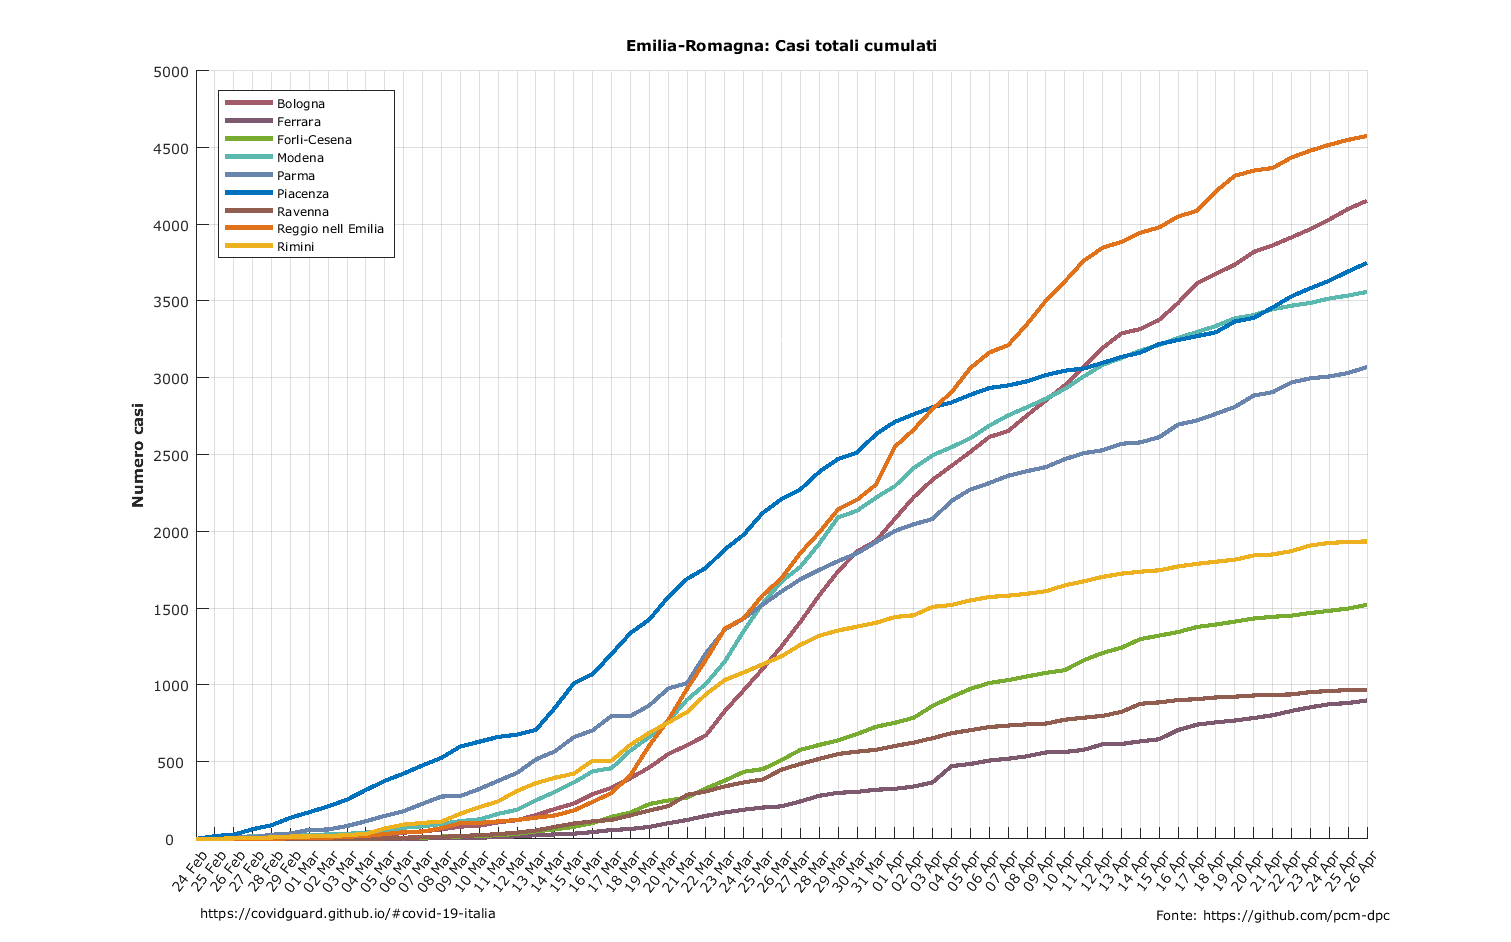 Emilia-Romagna: Casi totali cumulati
5000
4500
4000
3500
3000
2500
2000
1500
1000
500
0
Numero casi
Bologna
Ferrara
Forlì-Cesena
Modena
Parma
Piacenza
Ravenna
Reggio nell Emilia
Rimini
24 Feb
25 Feb
26 Feb
27 Feb
28 Feb
29 Feb
01 Mar
02 Mar
03 Mar
04 Mar
05 Mar
06 Mar
07 Mar
08 Mar
09 Mar
10 Mar
11 Mar
12 Mar
13 Mar
14 Mar
15 Mar
16 Mar
17 Mar
18 Mar
19 Mar
20 Mar
21 Mar
22 Mar
23 Mar
24 Mar
25 Mar
26 Mar
27 Mar
28 Mar
29 Mar
30 Mar
31 Mar
01 Apr
02 Apr
03 Apr
04 Apr
05 Apr
06 Apr
07 Apr
08 Apr
09 Apr
10 Apr
11 Apr
12 Apr
13 Apr
14 Apr
15 Apr
16 Apr
17 Apr
18 Apr
19 Apr
20 Apr
21 Apr
22 Apr
23 Apr
24 Apr
25 Apr
26 Apr
https://covidguard.github.io/#covid-19-italia
Fonte: https://github.com/pcm-dpc